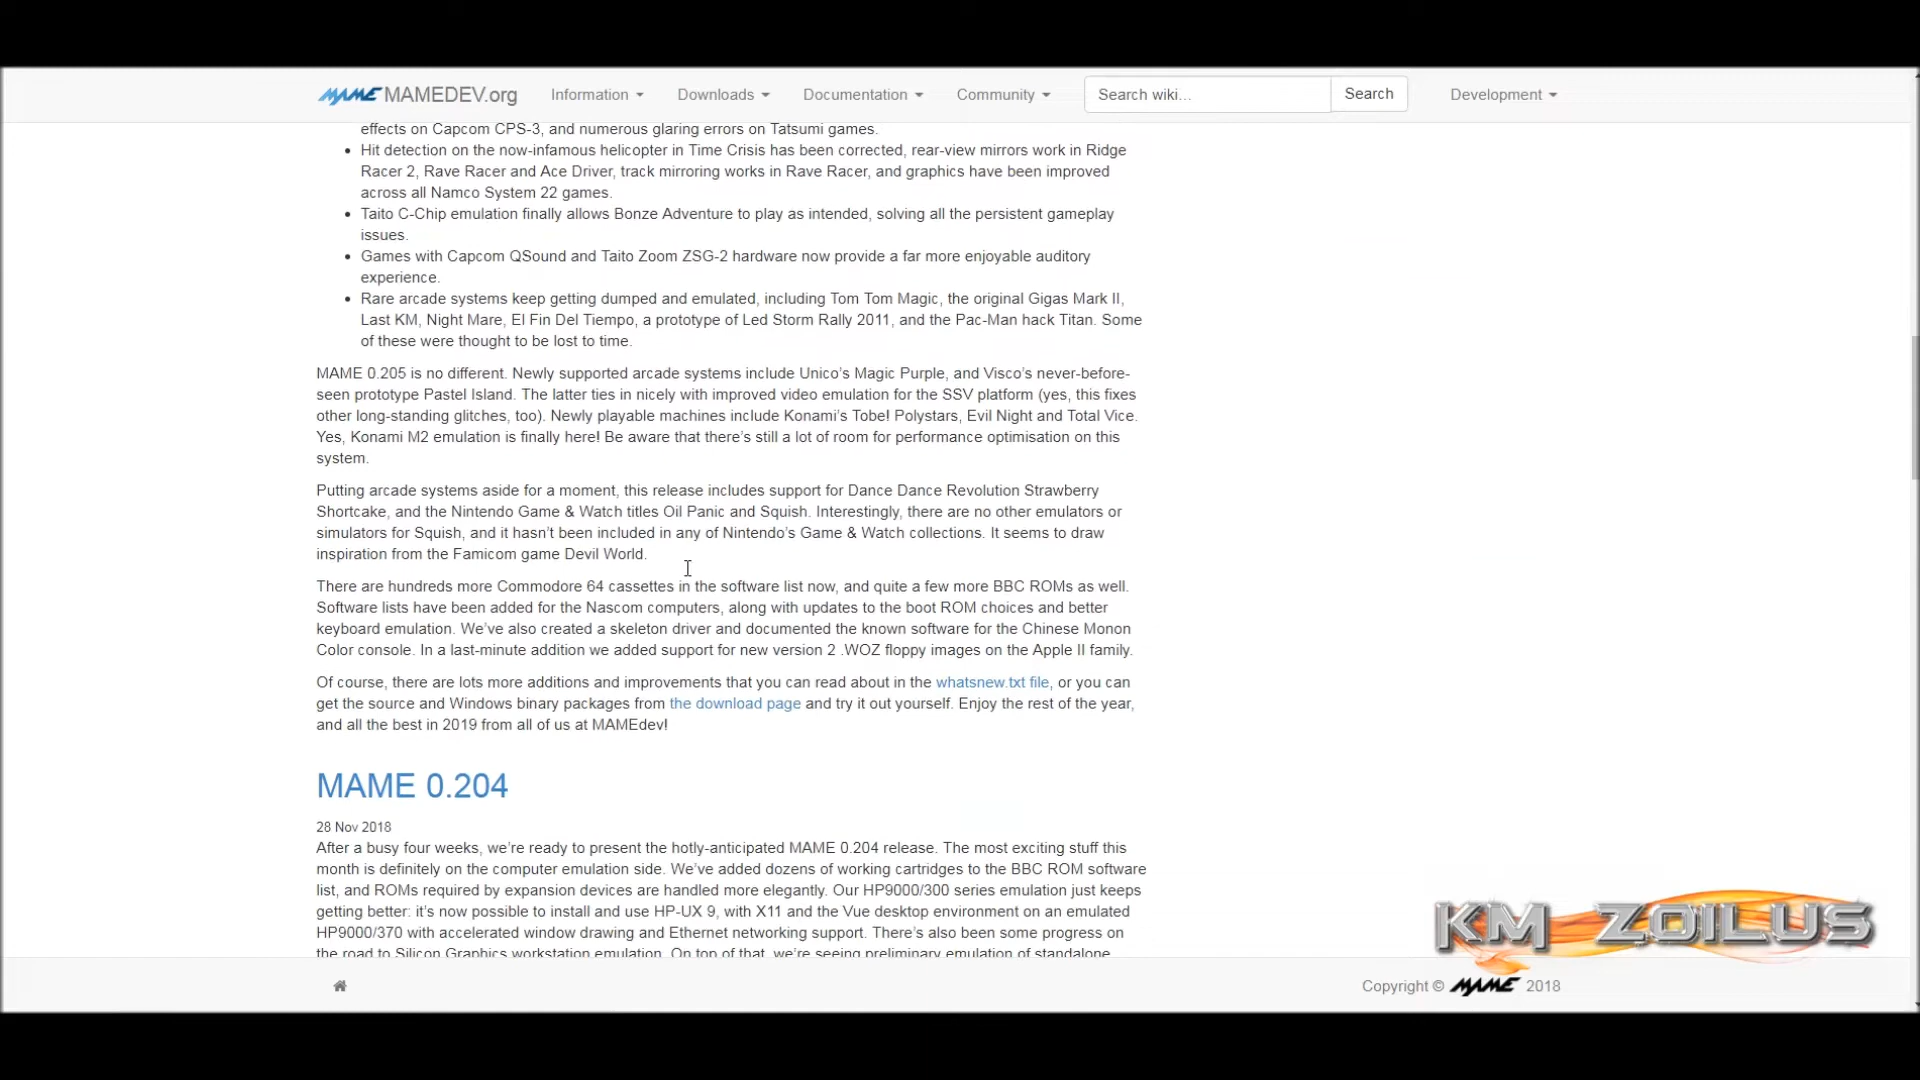 MAME MAMEDEV.org Information Downloads Documentation Community Search wiki... Search Development
effects on Capcom CPS-3, and numerous glaring errors on Tatsumi games.
• Hit detection on the now-infamous helicopter in Time Crisis has been corrected, rear-view mirrors work in Ridge
Racer 2, Rave Racer and Ace Driver, track mirroring works in Rave Racer, and graphics have been improved
across all Namco System 22 games.
• Taito C-Chip emulation finally allows Bonze Adventure to play as intended, solving all the persistent gameplay
issues.
• Games with Capcom QSound and Taito Zoom ZSG-2 hardware now provide a far more enjoyable auditory
experience.
• Rare arcade systems keep getting dumped and emulated, including Tom Tom Magic, the original Gigas Mark II,
Last KM, Night Mare, El Fin Del Tiempo, a prototype of Led Storm Rally 2011, and the Pac-Man hack Titan. Some
of these were thought to be lost to time.
MAME 0.205 is no different. Newly supported arcade systems include Unico's Magic Purple, and Visco's never-before-
seen prototype Pastel Island. The latter ties in nicely with improved video emulation for the SSV platform (yes, this fixes
other long-standing glitches, too). Newly playable machines include Konami's Tobe! Polystars, Evil Night and Total Vice.
Yes, Konami M2 emulation is finally here! Be aware that there's still a lot of room for performance optimisation on this
system.
Putting arcade systems aside for a moment, this release includes support for Dance Dance Revolution Strawberry
Shortcake, and the Nintendo Game & Watch titles Oil Panic and Squish. Interestingly, there are no other emulators or
simulators for Squish, and it hasn't been included in any of Nintendo's Game & Watch collections. It seems to draw
inspiration from the Famicom game Devil World.
There are hundreds more Commodore 64 cassettes in the software list now, and quite a few more BBC ROMs as well.
Software lists have been added for the Nascom computers, along with updates to the boot ROM choices and better
keyboard emulation. We've also created a skeleton driver and documented the known software for the Chinese Monon
Color console. In a last-minute addition we added support for new version 2 .WOZ floppy images on the Apple II family.
Of course, there are lots more additions and improvements that you can read about in the whatsnew.txt file, or you can
get the source and Windows binary packages from the download page and try it out yourself. Enjoy the rest of the year,
and all the best in 2019 from all of us at MAMEdev!
MAME 0.204
28 Nov 2018
After a busy four weeks, we're ready to present the hotly-anticipated MAME 0.204 release. The most exciting stuff this
month is definitely on the computer emulation side. We've added dozens of working cartridges to the BBC ROM software
list, and ROMs required by expansion devices are handled more elegantly. Our HP9000/300 series emulation just keeps
getting better: it's now possible to install and use HP-UX 9, with X11 and the Vue desktop environment on an emulated
HP9000/370 with accelerated window drawing and Ethernet networking support. There's also been some progress on
the road to Silicon Graphics workstation emulation. On top of that, we're seeing preliminary emulation of standalone
KM ZOILUS
Copyright © MAME 2018